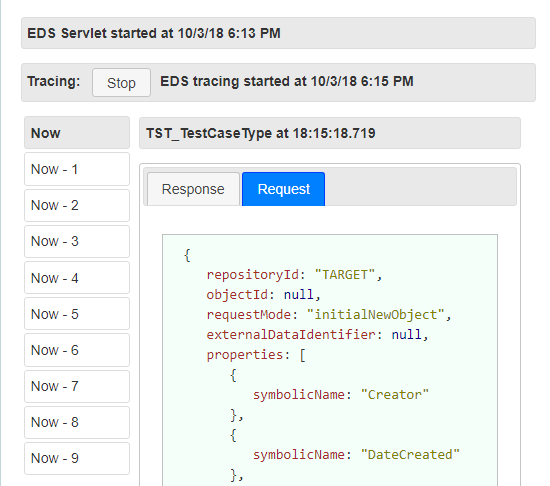 EDS Servlet started at 10/3/18 6:13 PM
Tracing: Stop EDS tracing started at 10/3/18 6:15 PM
Now
Now - 1
Now - 2
Now - 3
Now - 4
Now - 5
Now - 6
Now - 7
Now - 8
Now - 9
TST_TestCaseType at 18:15:18.719
Response Request
{
repositoryId: "TARGET",
objectId: null,
requestMode: "initialNewObject",
externalDataIdentifier: null,
properties: [
{
symbolicName: "Creator"
},
{
symbolicName: "DateCreated"
},